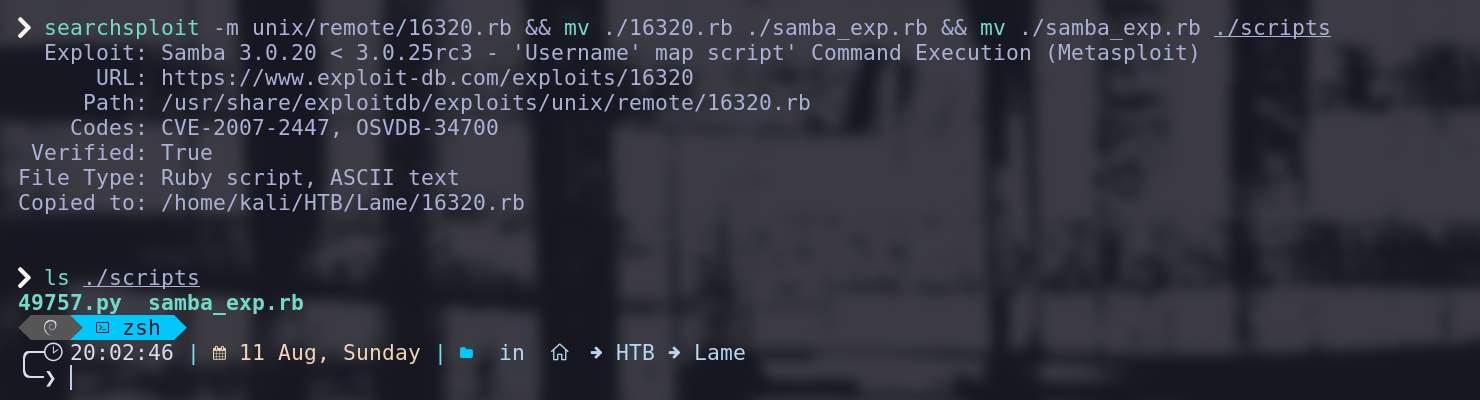 ❯ searchsploit -m unix/remote/16320.rb && mv ./16320.rb ./samba_exp.rb && mv ./samba_exp.rb ./scripts
Exploit: Samba 3.0.20 < 3.0.25rc3 - 'Username' map script' Command Execution (Metasploit)
URL: https://www.exploit-db.com/exploits/16320
Path: /usr/share/exploitdb/exploits/unix/remote/16320.rb
Codes: CVE-2007-2447, OSVDB-34700
Verified: True
File Type: Ruby script, ASCII text
Copied to: /home/kali/HTB/Lame/16320.rb
❯ ls ./scripts
49757.py  samba_exp.rb
zsh
20:02:46 | 11 Aug, Sunday | in → HTB → Lame
❯